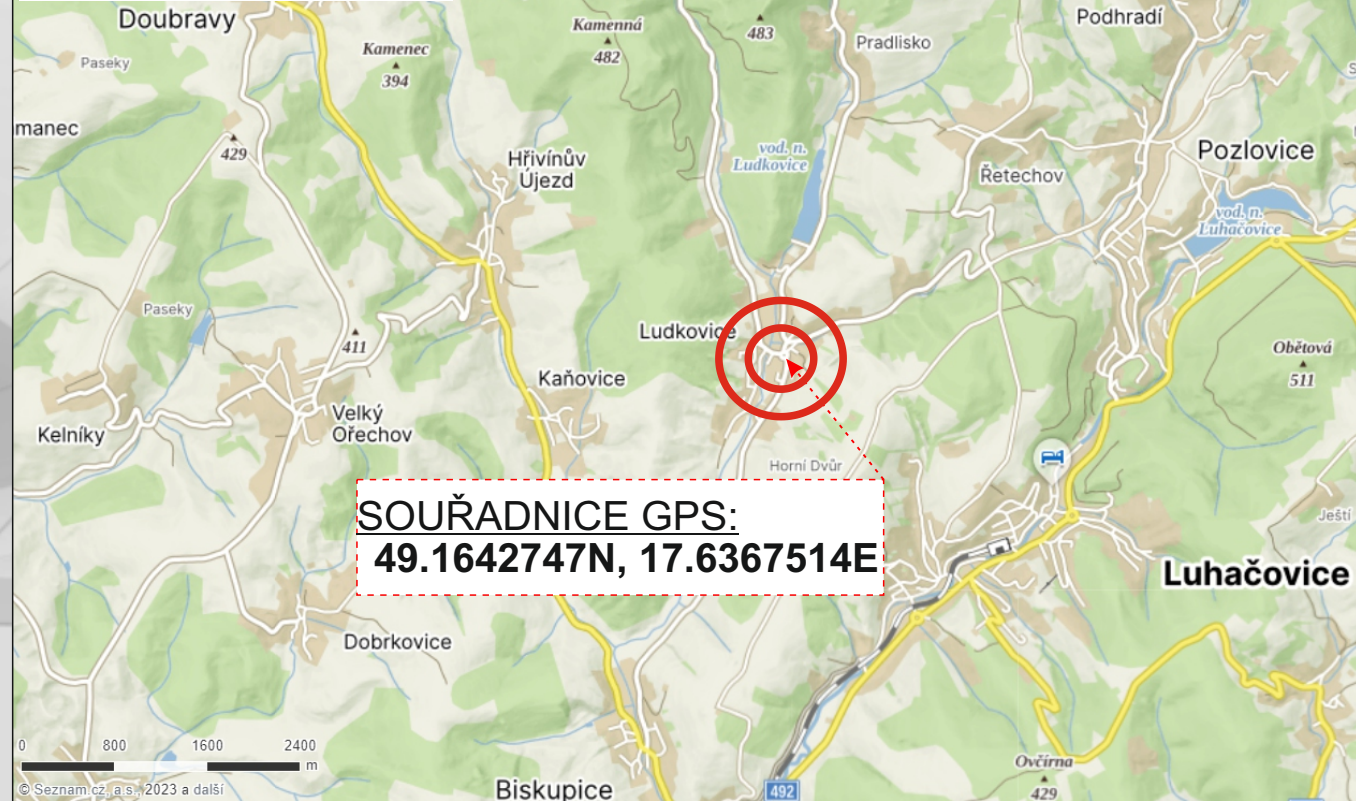 Doubravy
Kamenná
482
483
Podhradí
Pradlisko
Kamenec
394
Paseky
manec
429
Hřivínův
Újezd
vod. n.
Ludkovice
Řetechov
Pozlovice
vod. n.
Luhačovice
Paseky
411
Ludkovice
Obětová
511
Kaňovice
Velký
Ořechov
Kelníky
Horní Dvůr
SOUŘADNICE GPS:
49.1642747N, 17.6367514E
Ještí
Luhačovice
Dobrkovice
0 800 1600 2400
m
Ovčírna
429
© Seznam.cz, a.s., 2023 a další
Biskupice
492